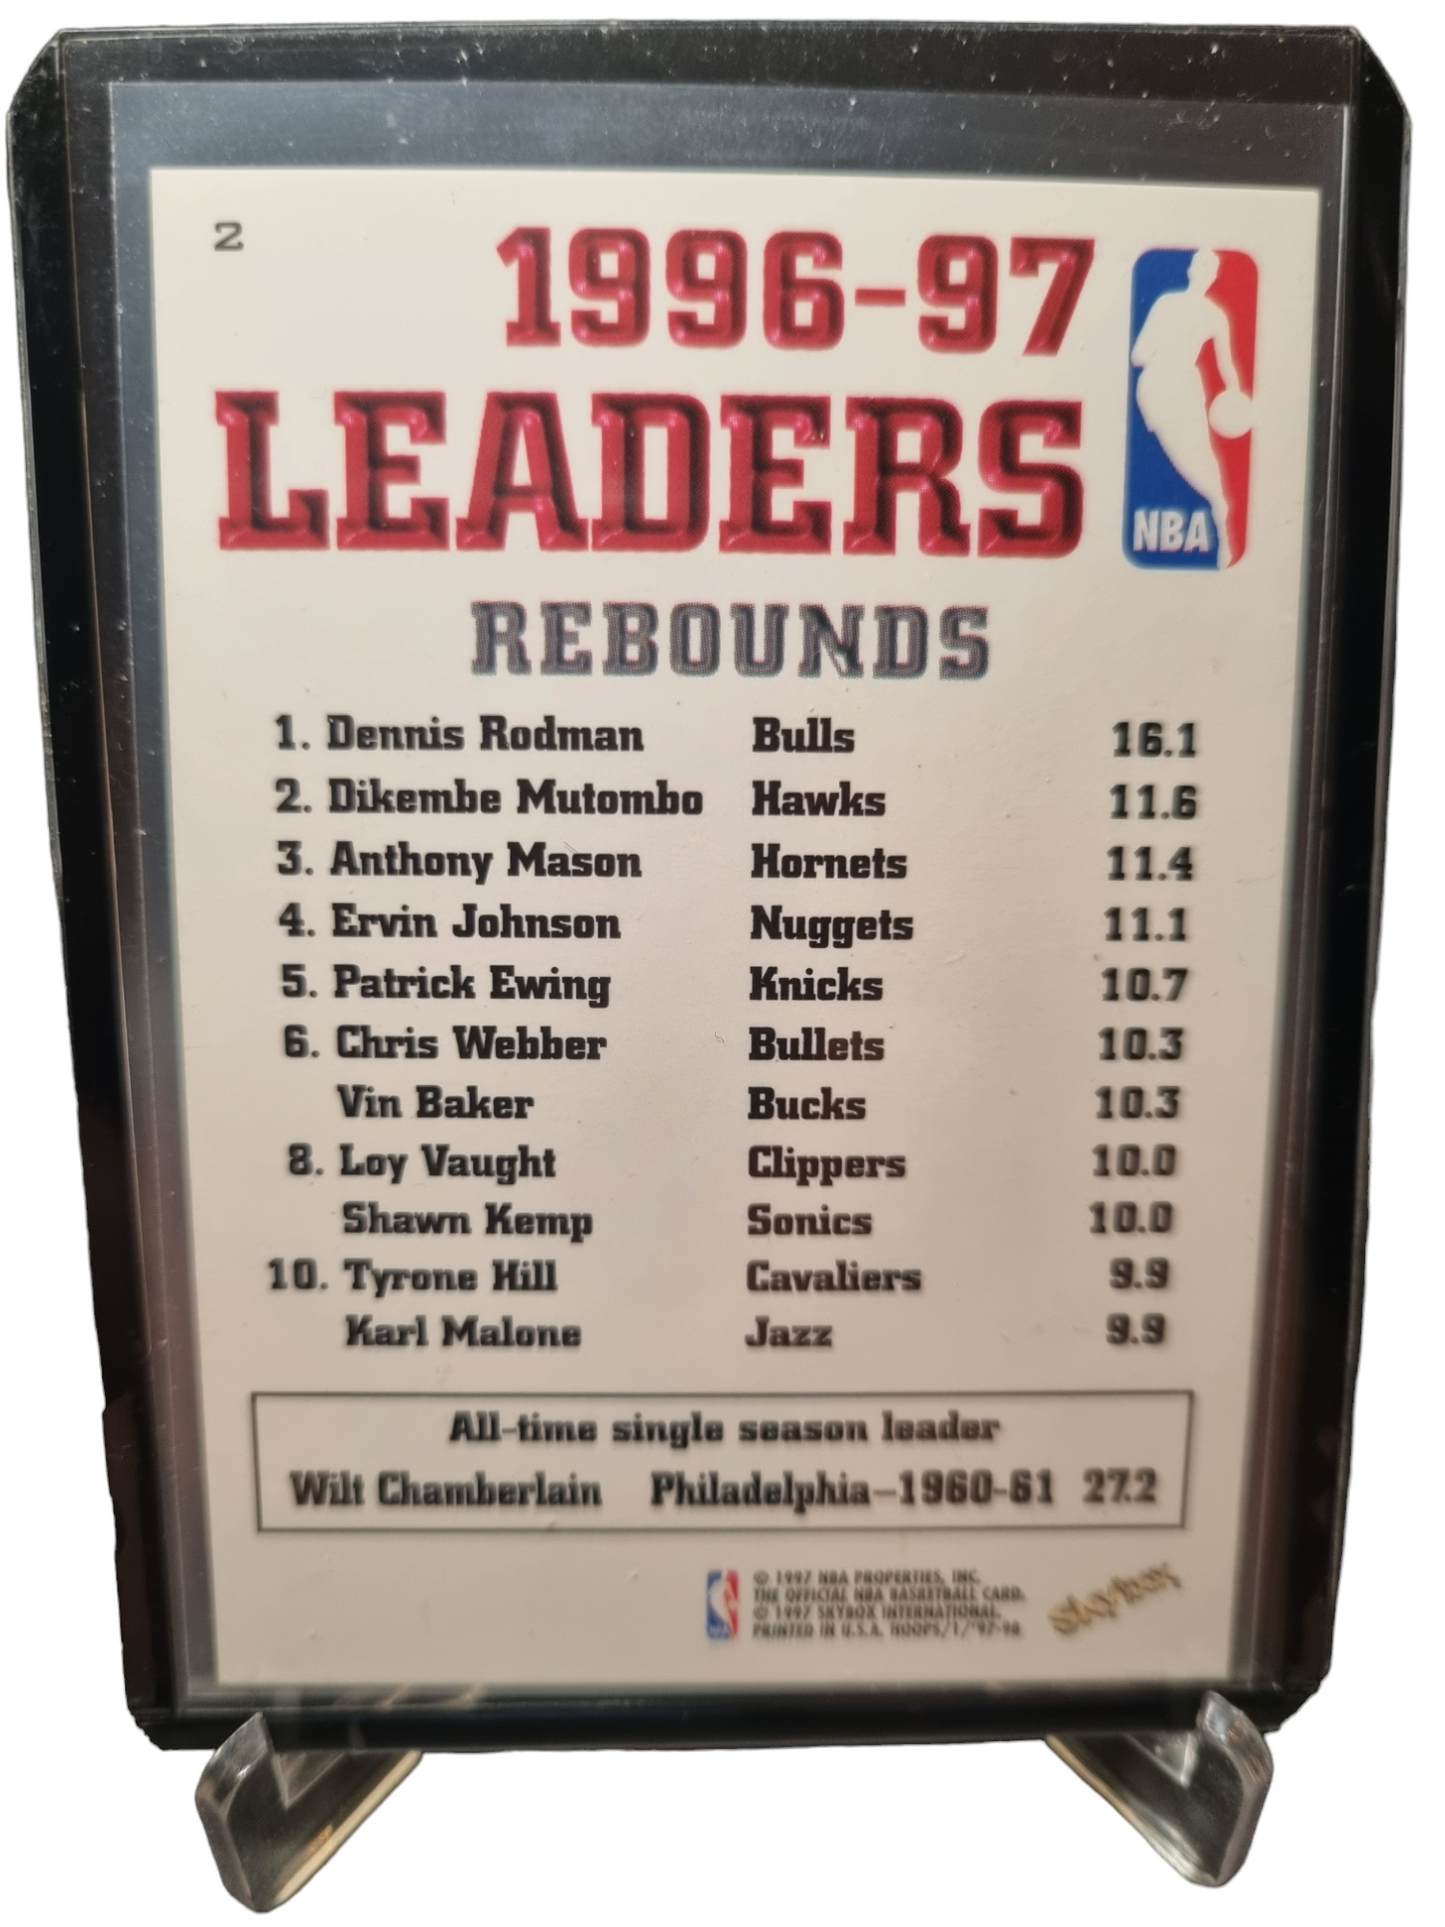 2
1996-97
LEADERS
NBA
REBOUNDS
1. Dennis Rodman Bulls 16.1
2. Dikembe Mutombo Hawks 11.6
3. Anthony Mason Hornets 11.4
4. Ervin Johnson Nuggets 11.1
5. Patrick Ewing Knicks 10.7
6. Chris Webber Bullets 10.3
Vin Baker Bucks 10.3
8. Loy Vaught Clippers 10.0
Shawn Kemp Sonics 10.0
10. Tyrone Hill Cavaliers 9.9
Karl Malone Jazz 9.9
All-time single season leader
Wilt Chamberlain Philadelphia–1960-61 27.2
© 1997 NBA PROPERTIES, INC.
THE OFFICIAL NBA BASKETBALL CARD.
© 1997 SKYBOX INTERNATIONAL.
PRINTED IN U.S.A. HOOPS/1/'97-98
skybox